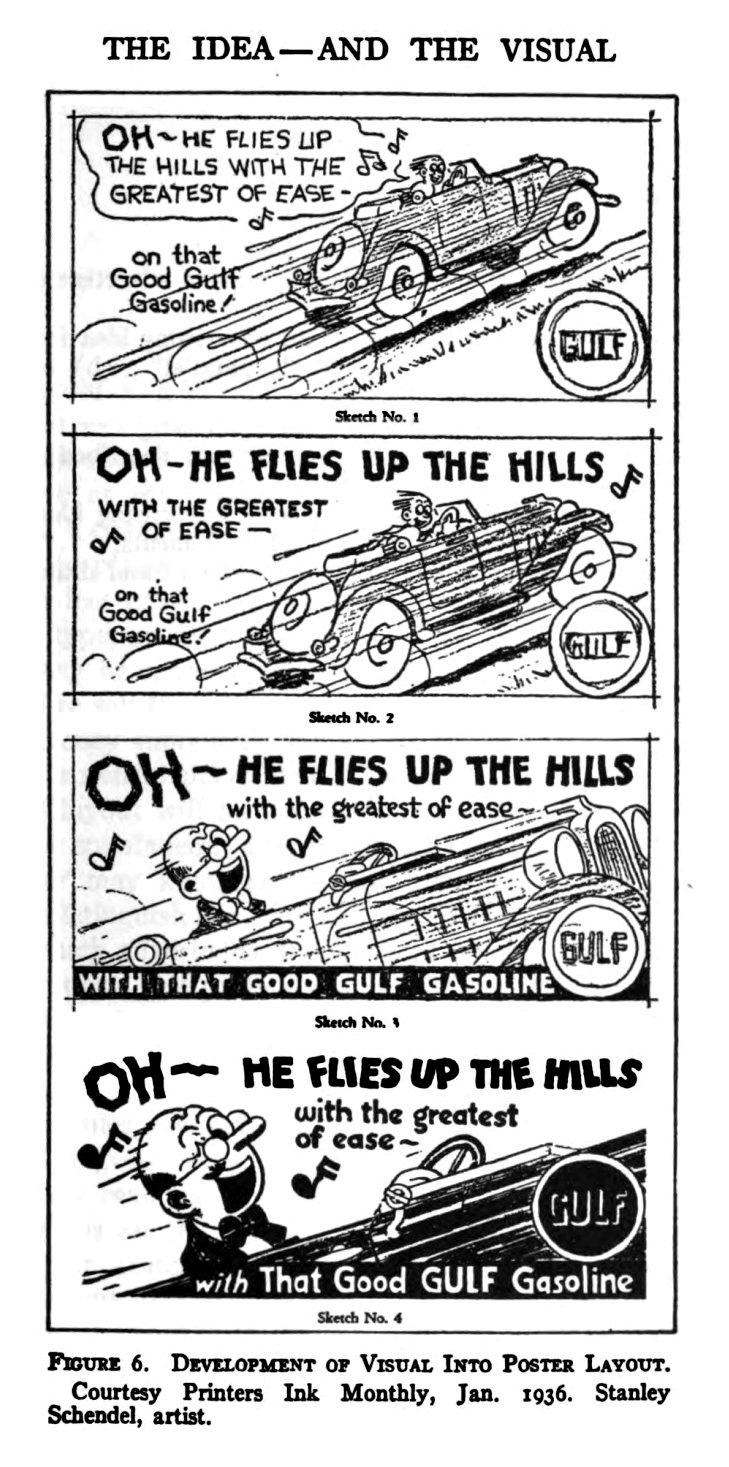 THE IDEA—AND THE VISUAL
OH~HE FLIES UP
THE HILLS WITH THE
GREATEST OF EASE-
on that
Good Gulf
Gasoline!
GULF
Sketch No. 1
OH-HE FLIES UP THE HILLS
WITH THE GREATEST
OF EASE—
on that
Good Gulf
Gasoline!
GULF
Sketch No. 2
OH~HE FLIES UP THE HILLS
with the greatest of ease~
GULF
WITH THAT GOOD GULF GASOLINE
Sketch No. 3
OH~ HE FLIES UP THE HILLS
with the greatest
of ease~
GULF
with That Good GULF Gasoline
Sketch No. 4
FIGURE 6. DEVELOPMENT OF VISUAL INTO POSTER LAYOUT.
Courtesy Printers Ink Monthly, Jan. 1936. Stanley
Schendel, artist.